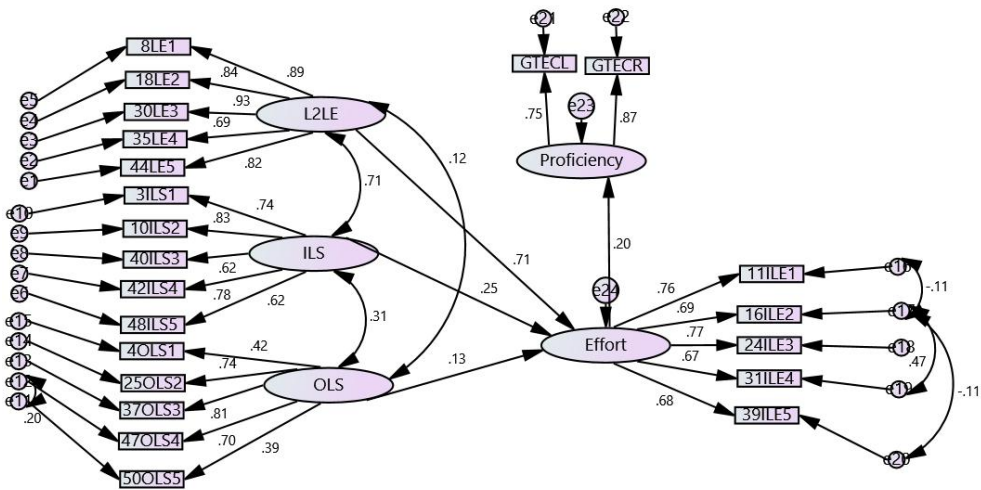 e21
e22
GTECL
GTECR
e23
.75
.87
Proficiency
.20
e24
8LE1
18LE2
30LE3
35LE4
44LE5
e5
e4
e3
e2
e1
.89
.84
.93
.69
.82
L2LE
.12
.71
.71
3ILS1
10ILS2
40ILS3
42ILS4
48ILS5
e10
e9
e8
e7
e6
.74
.83
.62
.78
.62
ILS
.25
.31
4OLS1
25OLS2
37OLS3
47OLS4
50OLS5
e15
e14
e13
e11
.20
.42
.74
.81
.70
.39
OLS
.13
Effort
.76
.69
.77
.67
.68
11ILE1
16ILE2
24ILE3
31ILE4
39ILE5
-.11
.47
-.11